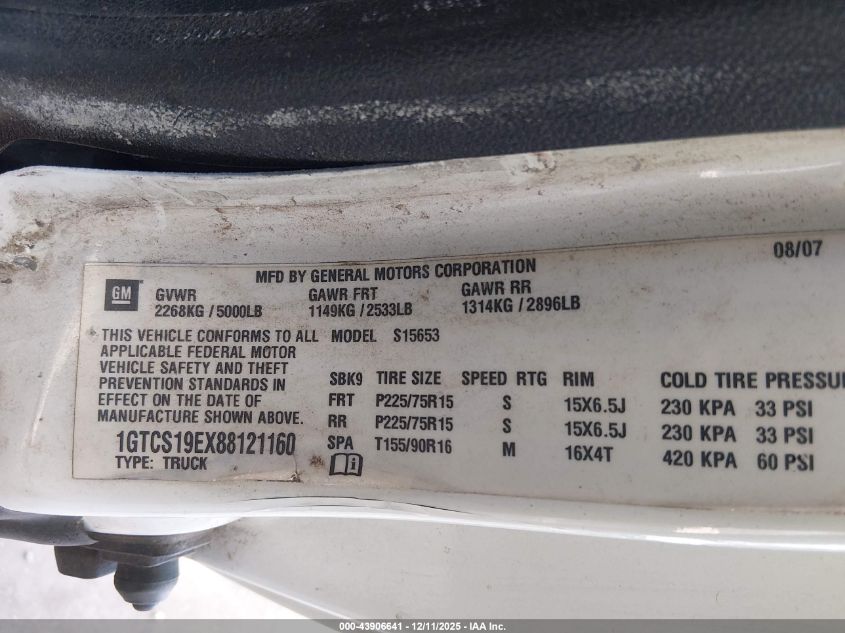 08/07
MFD BY GENERAL MOTORS CORPORATION
GM
GVWR GAWR FRT GAWR RR
2268KG / 5000LB 1149KG / 2533LB 1314KG / 2896LB
THIS VEHICLE CONFORMS TO ALL MODEL S15653
APPLICABLE FEDERAL MOTOR
VEHICLE SAFETY AND THEFT
PREVENTION STANDARDS IN
EFFECT ON THE DATE OF
MANUFACTURE SHOWN ABOVE.
1GTCS19EX88121160
TYPE: TRUCK
SBK9 TIRE SIZE SPEED RTG RIM COLD TIRE PRESSU
FRT P225/75R15 S 15X6.5J 230 KPA 33 PSI
RR P225/75R15 S 15X6.5J 230 KPA 33 PSI
SPA T155/90R16 M 16X4T 420 KPA 60 PSI
000-43906641 - 12/11/2025 - IAA Inc.